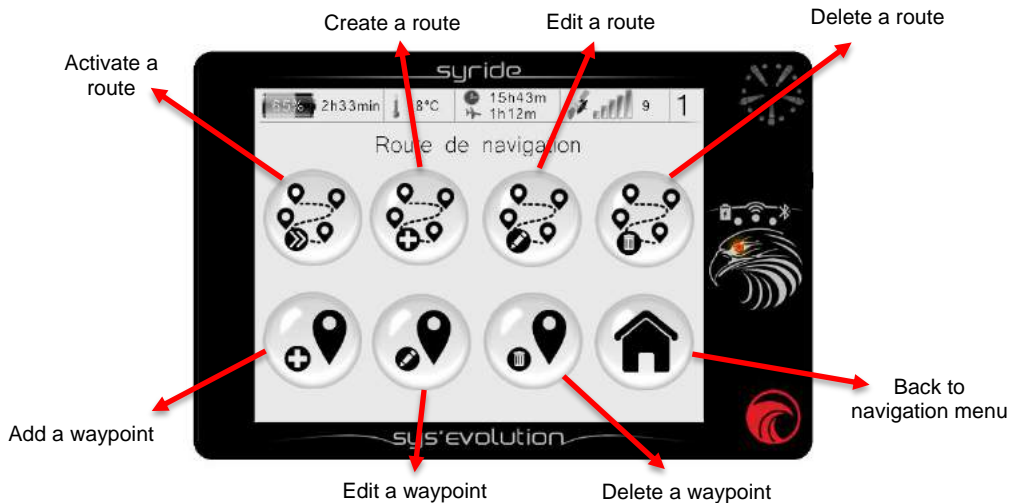 Create a route
Edit a route
Delete a route
Activate a
route
syride
65% 2h33min 8°C 15h43m 9 1
1h12m
Route de navigation
Back to
navigation menu
Add a waypoint
sys'evolution
Edit a waypoint
Delete a waypoint